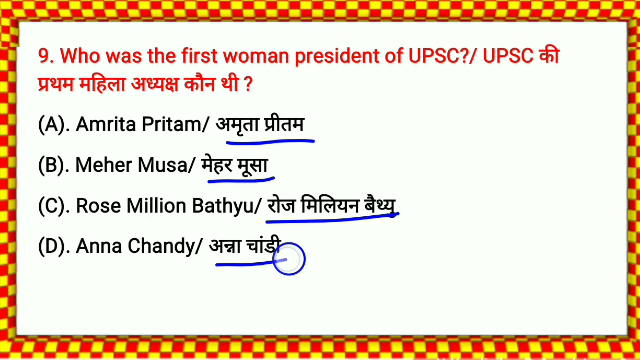 9. Who was the first woman president of UPSC?/ UPSC की
प्रथम महिला अध्यक्ष कौन थी ?
(A). Amrita Pritam/ अमृता प्रीतम
(B). Meher Musa/ मेहर मूसा
(C). Rose Million Bathyu/ रोज मिलियन बैथ्यू
(D). Anna Chandy/ अन्ना चांडी